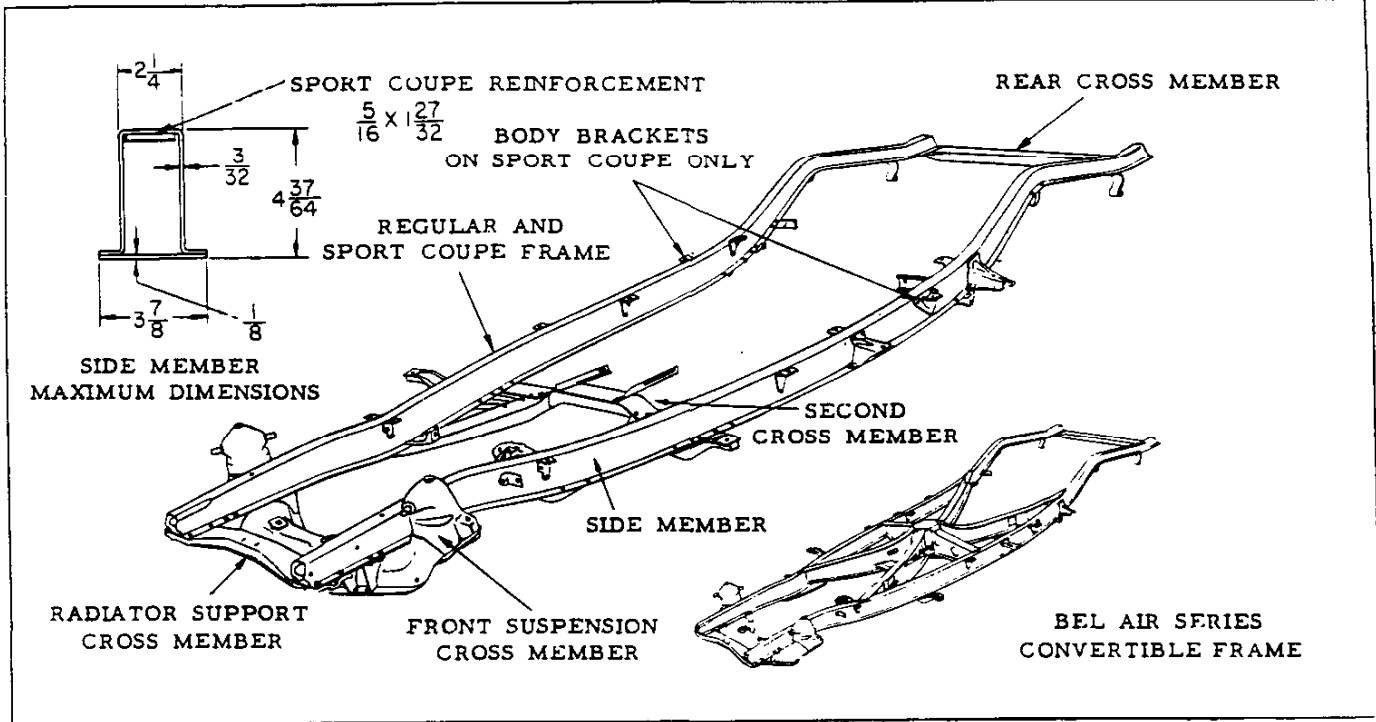 2 1/4
SPORT COUPE REINFORCEMENT
5/16 X 1 27/32
3/32
4 37/64
3 7/8
1/8
SIDE MEMBER
MAXIMUM DIMENSIONS
BODY BRACKETS
ON SPORT COUPE ONLY
REAR CROSS MEMBER
REGULAR AND
SPORT COUPE FRAME
SECOND
CROSS MEMBER
SIDE MEMBER
RADIATOR SUPPORT
CROSS MEMBER
FRONT SUSPENSION
CROSS MEMBER
BEL AIR SERIES
CONVERTIBLE FRAME